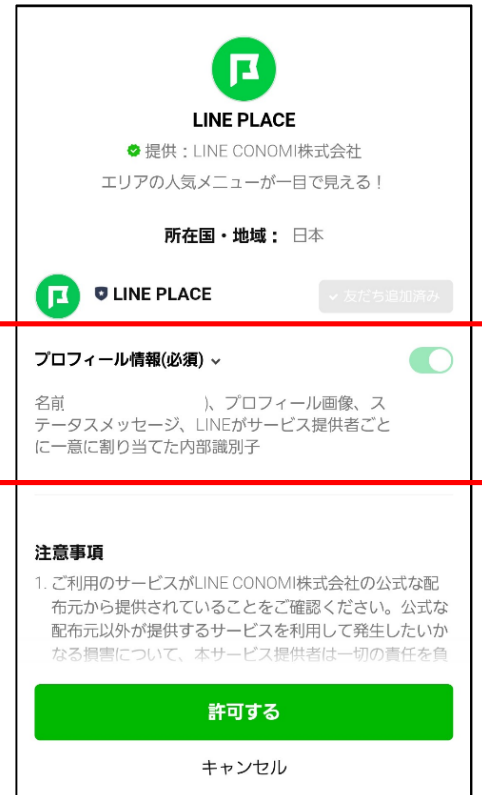 LINE PLACE
提供：LINE CONOMI株式会社
エリアの人気メニューが一目で見える！
所在国・地域： 日本
LINE PLACE
友だち追加済み
プロフィール情報(必須)
名前 )、プロフィール画像、ス
テータスメッセージ、LINEがサービス提供者ごと
に一意に割り当てた内部識別子
注意事項
1. ご利用のサービスがLINE CONOMI株式会社の公式な配
布元から提供されていることをご確認ください。公式な
配布元以外が提供するサービスを利用して発生したいか
なる損害について、本サービス提供者は一切の責任を負
許可する
キャンセル